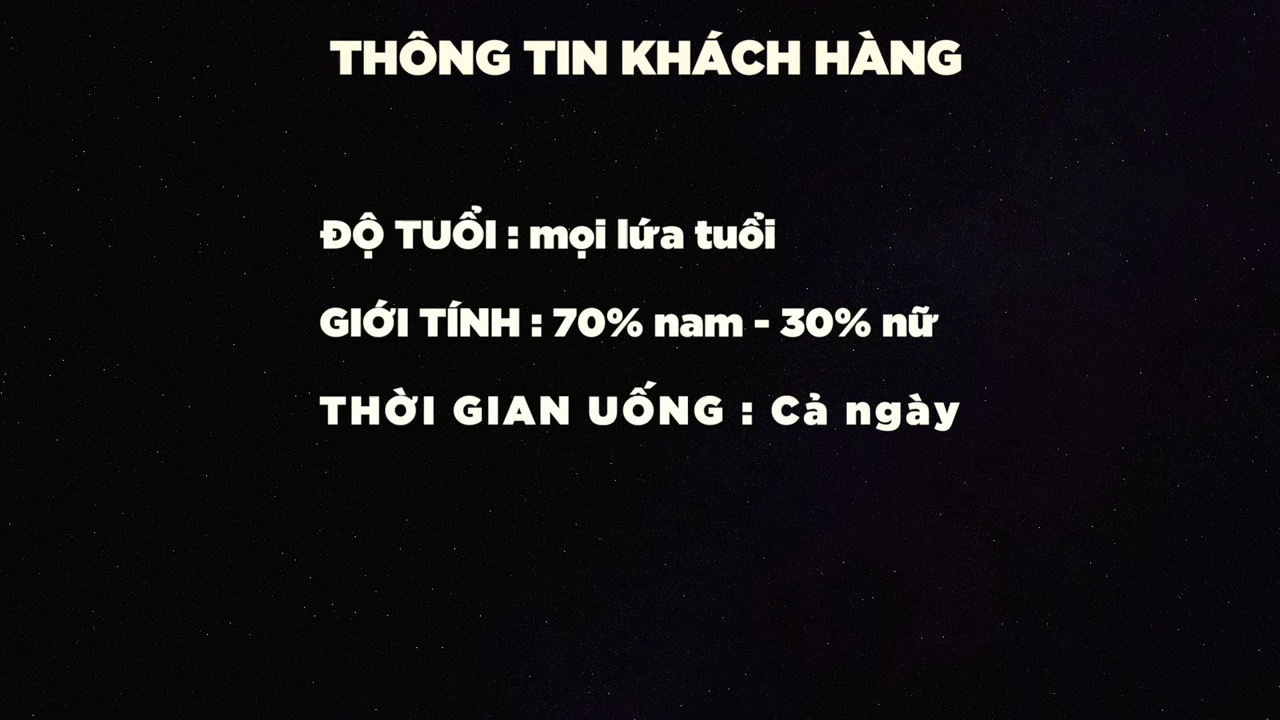 THÔNG TIN KHÁCH HÀNG
ĐỘ TUỔI : mọi lứa tuổi
GIỚI TÍNH : 70% nam - 30% nữ
THỜI GIAN UỐNG : Cả ngày